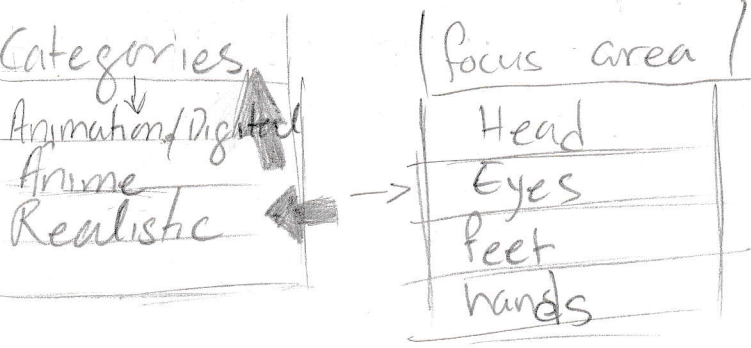 Categories
Animation/Digital
Anime
Realistic
focus area
Head
Eyes
feet
hands